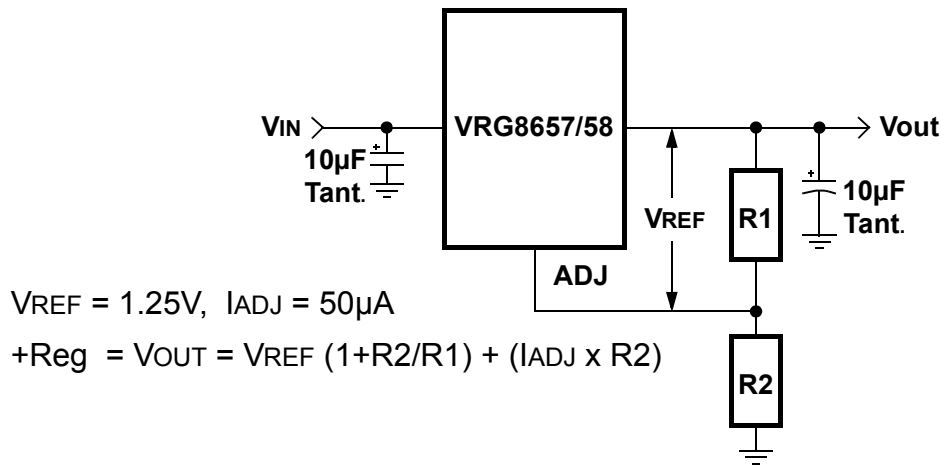 VIN
VRG8657/58
Vout
10µF
Tant.
VREF
R1
10µF
Tant.
ADJ
VREF = 1.25V, IADJ = 50µA
+Reg = VOUT = VREF (1+R2/R1) + (IADJ x R2)
R2